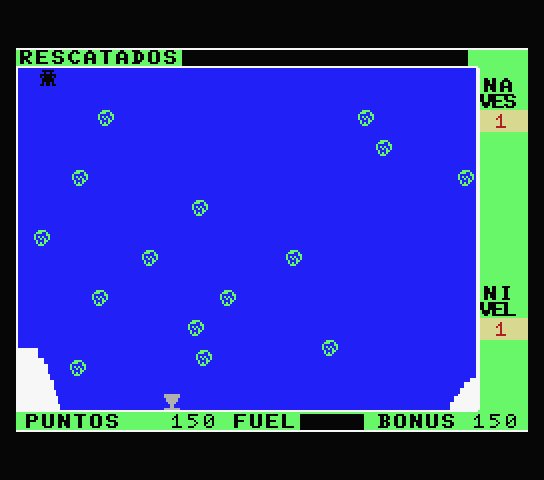 RESCATADOS
NA
VES
1
NI
VEL
1
PUNTOS 150 FUEL BONUS 150